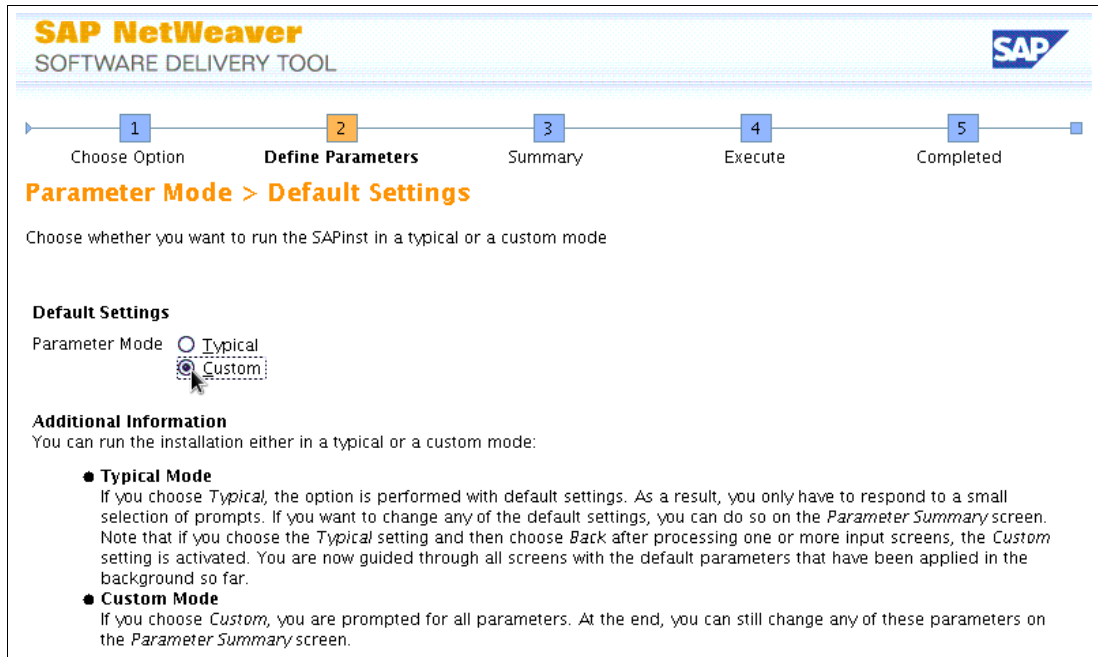 SAP NetWeaver
SOFTWARE DELIVERY TOOL
SAP
1 2 3 4 5
Choose Option Define Parameters Summary Execute Completed
Parameter Mode > Default Settings
Choose whether you want to run the SAPinst in a typical or a custom mode
Default Settings
Parameter Mode Typical
Custom
Additional Information
You can run the installation either in a typical or a custom mode:
Typical Mode
If you choose Typical, the option is performed with default settings. As a result, you only have to respond to a small
selection of prompts. If you want to change any of the default settings, you can do so on the Parameter Summary screen.
Note that if you choose the Typical setting and then choose Back after processing one or more input screens, the Custom
setting is activated. You are now guided through all screens with the default parameters that have been applied in the
background so far.
Custom Mode
If you choose Custom, you are prompted for all parameters. At the end, you can still change any of these parameters on
the Parameter Summary screen.